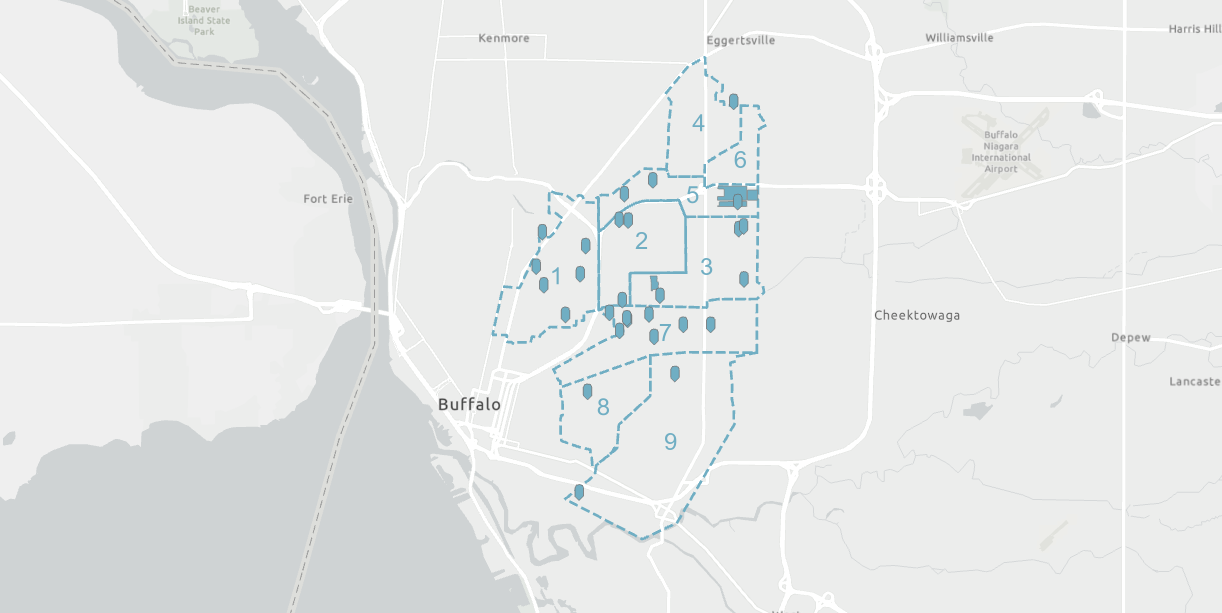 Beaver
Island State
Park
Kenmore
Eggertsville
Williamsville
Harris Hill
4
Buffalo
Niagara
International
Airport
6
Fort Erie
5
2
3
1
Cheektowaga
7
Depew
Lancaste
Buffalo
8
9